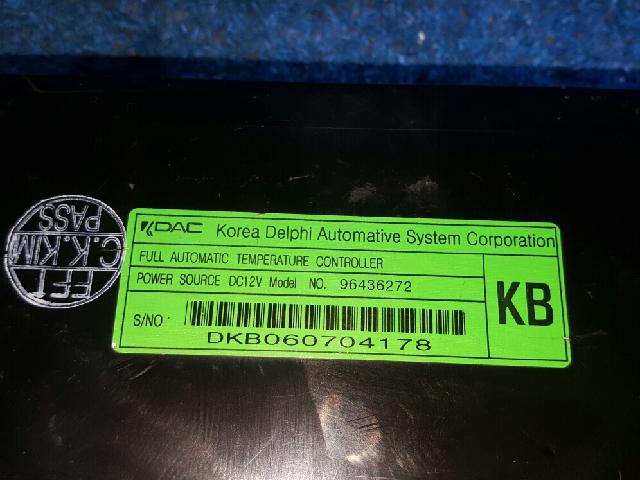 KDAC Korea Delphi Automative System Corporation
FULL AUTOMATIC TEMPERATURE CONTROLLER
POWER SOURCE DC12V Model NO. 96436272
KB
S/NO:
DKB060704178
EFT
C.K.KIM
PASS